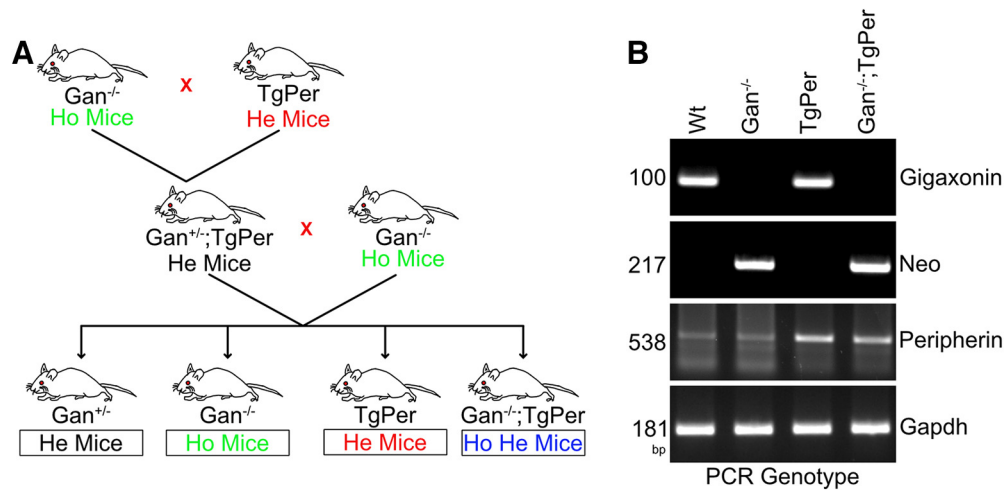 A
Gan-/-
Ho Mice
X
TgPer
He Mice
Gan+/-;TgPer
He Mice
X
Gan-/-
Ho Mice
Gan+/-
He Mice
Gan-/-
Ho Mice
TgPer
He Mice
Gan-/-;TgPer
Ho He Mice
B
Wt
Gan-/-
TgPer
Gan-/-;TgPer
100 Gigaxonin
217 Neo
538 Peripherin
181 Gapdh
bp
PCR Genotype